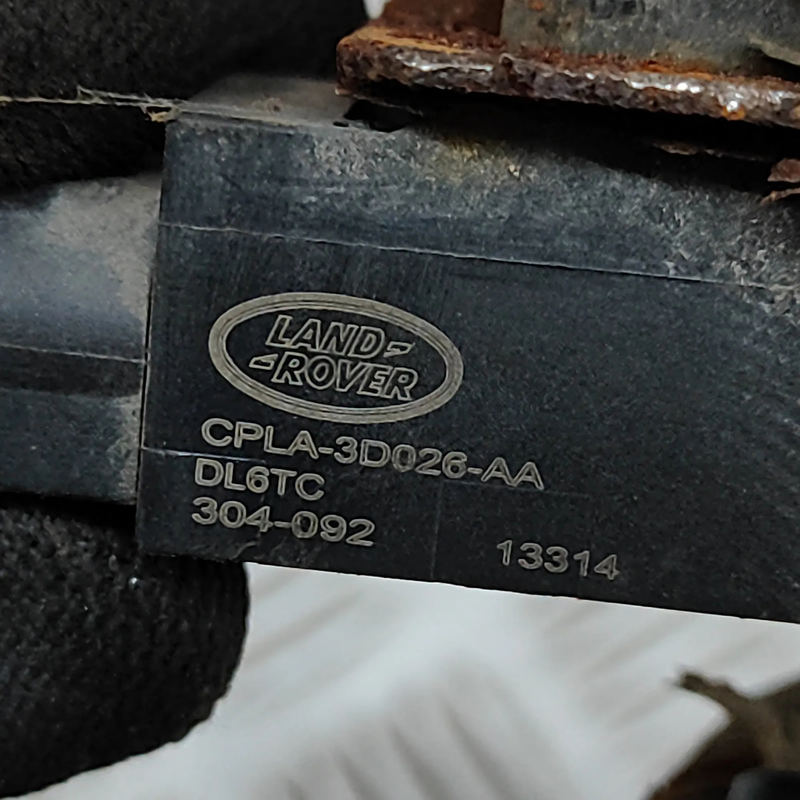 LAND
ROVER
CPLA-3D026-AA
DL6TC
304-092
13314